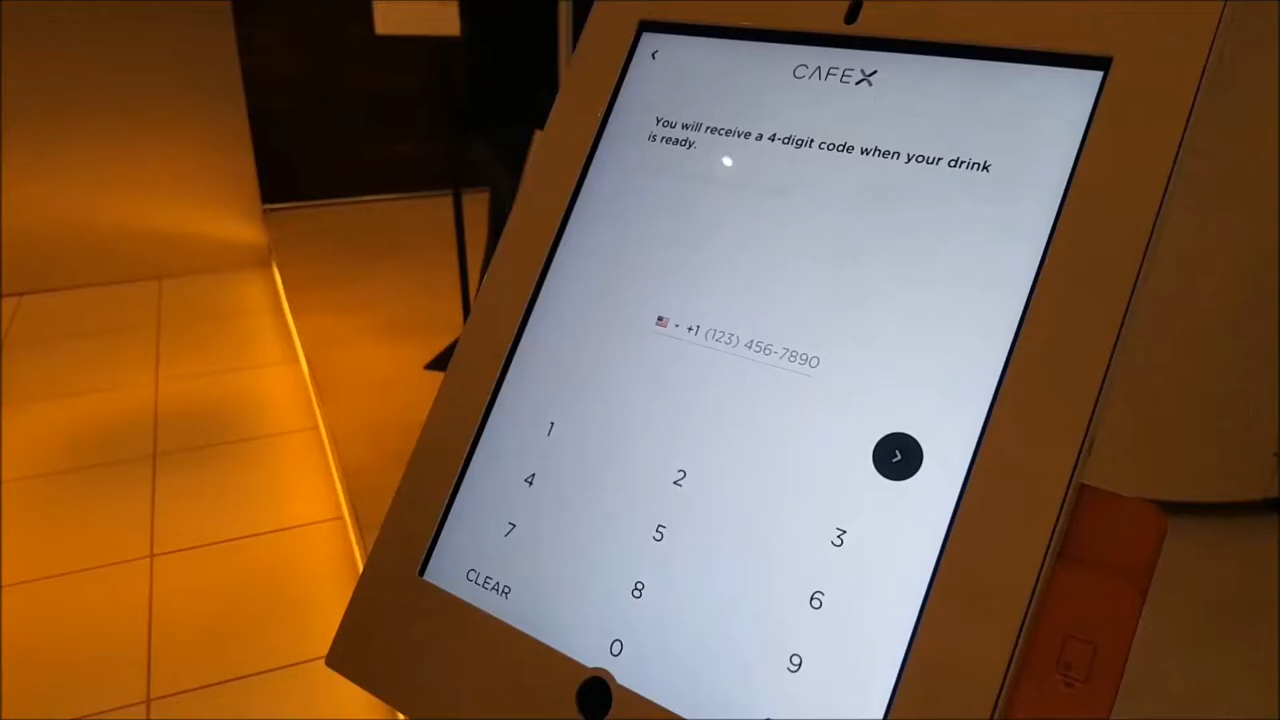 CAFE X
You will receive a 4-digit code when your drink
is ready.
+1 (123) 456-7890
1 2 3
4 5 6
7 8 9
CLEAR 0